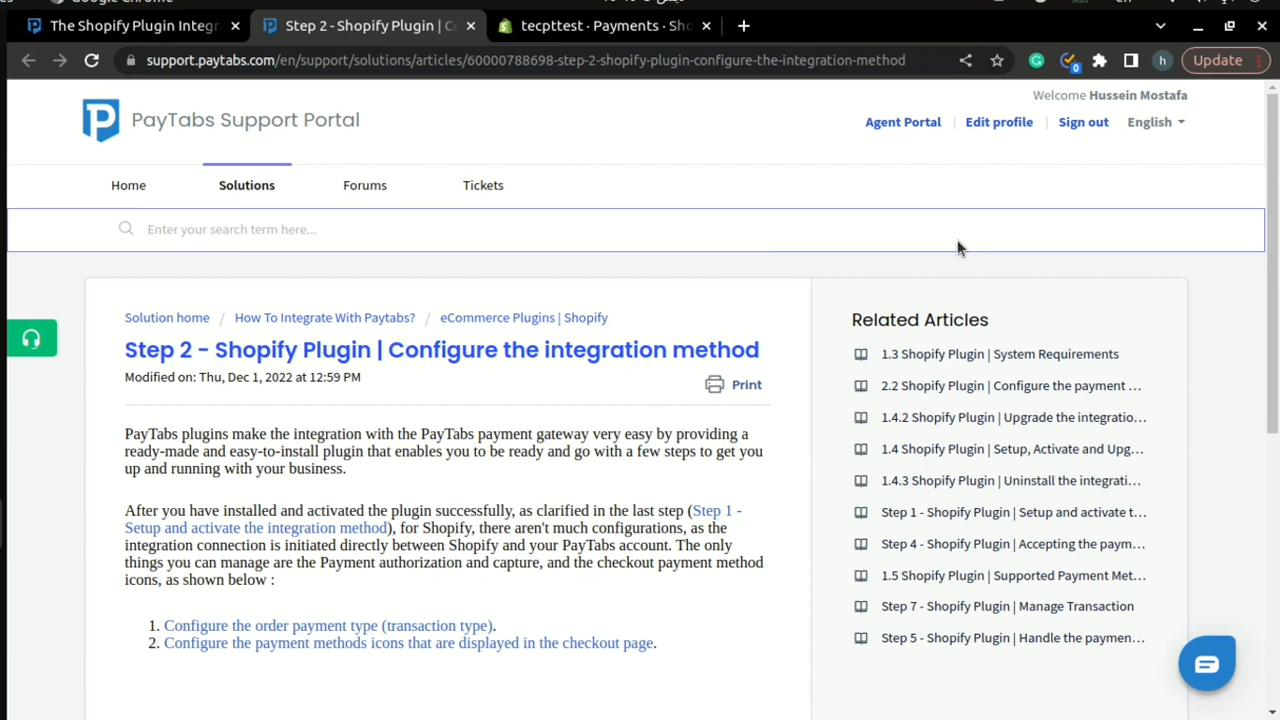 Google Chrome
en
The Shopify Plugin Integr
Step 2 - Shopify Plugin | C
tecpttest · Payments · Sho
support.paytabs.com/en/support/solutions/articles/60000788698-step-2-shopify-plugin-configure-the-integration-method
0
h
Update
Welcome Hussein Mostafa
PayTabs Support Portal
Agent Portal
Edit profile
Sign out
English
Home
Solutions
Forums
Tickets
Enter your search term here...
Solution home / How To Integrate With Paytabs? / eCommerce Plugins | Shopify
Step 2 - Shopify Plugin | Configure the integration method
Modified on: Thu, Dec 1, 2022 at 12:59 PM
Print
PayTabs plugins make the integration with the PayTabs payment gateway very easy by providing a
ready-made and easy-to-install plugin that enables you to be ready and go with a few steps to get you
up and running with your business.
After you have installed and activated the plugin successfully, as clarified in the last step (Step 1 -
Setup and activate the integration method), for Shopify, there aren't much configurations, as the
integration connection is initiated directly between Shopify and your PayTabs account. The only
things you can manage are the Payment authorization and capture, and the checkout payment method
icons, as shown below :
1. Configure the order payment type (transaction type).
2. Configure the payment methods icons that are displayed in the checkout page.
Related Articles
1.3 Shopify Plugin | System Requirements
2.2 Shopify Plugin | Configure the payment ...
1.4.2 Shopify Plugin | Upgrade the integratio...
1.4 Shopify Plugin | Setup, Activate and Upg...
1.4.3 Shopify Plugin | Uninstall the integrati...
Step 1 - Shopify Plugin | Setup and activate t...
Step 4 - Shopify Plugin | Accepting the paym...
1.5 Shopify Plugin | Supported Payment Met...
Step 7 - Shopify Plugin | Manage Transaction
Step 5 - Shopify Plugin | Handle the paymen...